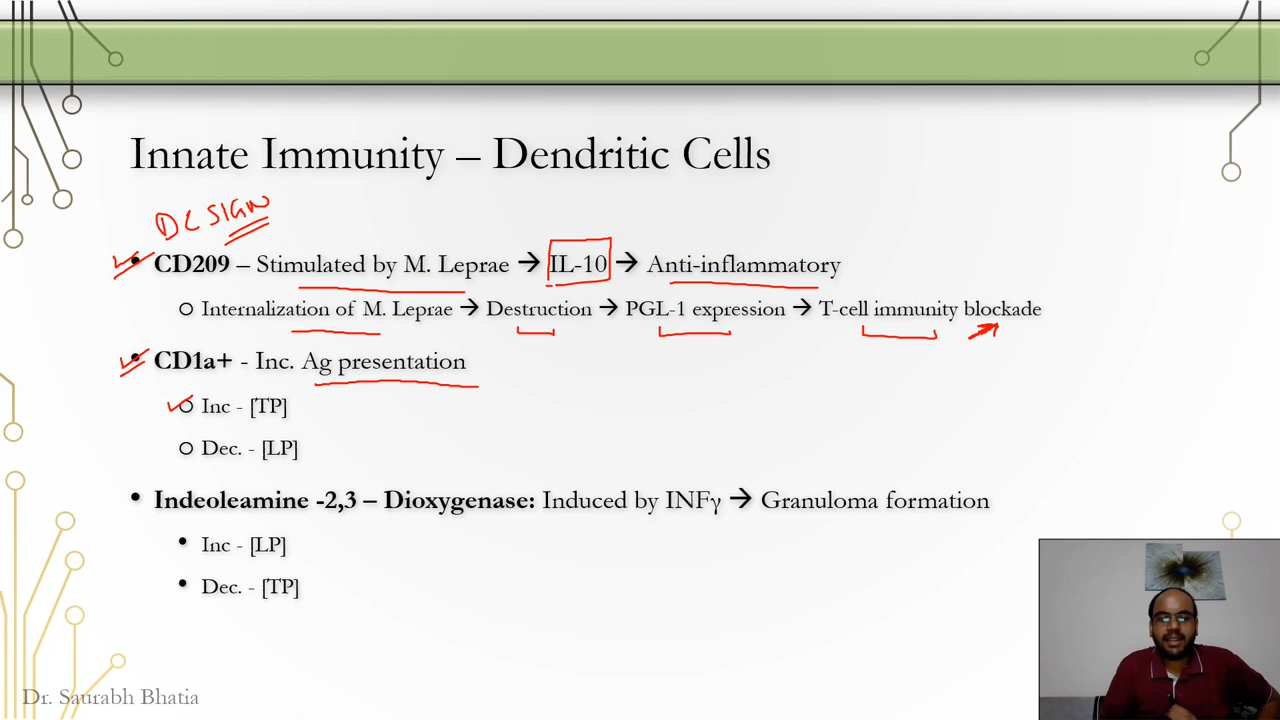 Innate Immunity – Dendritic Cells
DC SIGN
• CD209 – Stimulated by M. Leprae → IL-10 → Anti-inflammatory
o Internalization of M. Leprae → Destruction → PGL-1 expression → T-cell immunity blockade
• CD1a+ - Inc. Ag presentation
o Inc - [TP]
o Dec. - [LP]
• Indeoleamine -2,3 – Dioxygenase: Induced by INFγ → Granuloma formation
• Inc - [LP]
• Dec. - [TP]
Dr. Saurabh Bhatia